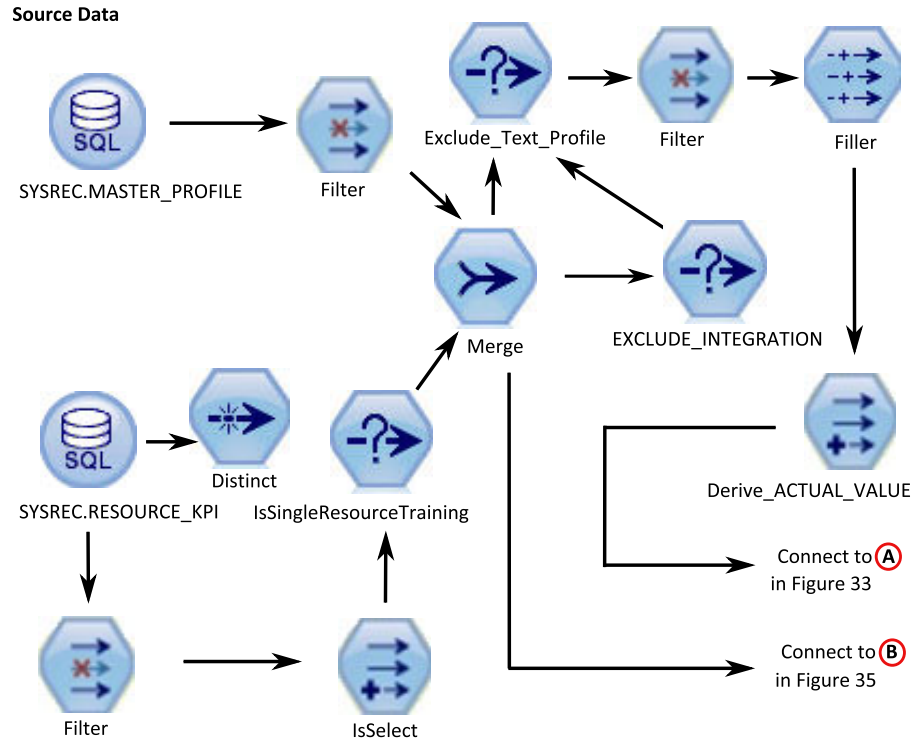 Source Data
SQL
SYSREC.MASTER_PROFILE
Filter
Exclude_Text_Profile
Filter
Filler
Merge
EXCLUDE_INTEGRATION
SQL
SYSREC.RESOURCE_KPI
Distinct
IsSingleResourceTraining
Derive_ACTUAL_VALUE
Connect to A
in Figure 33
Filter
IsSelect
Connect to B
in Figure 35